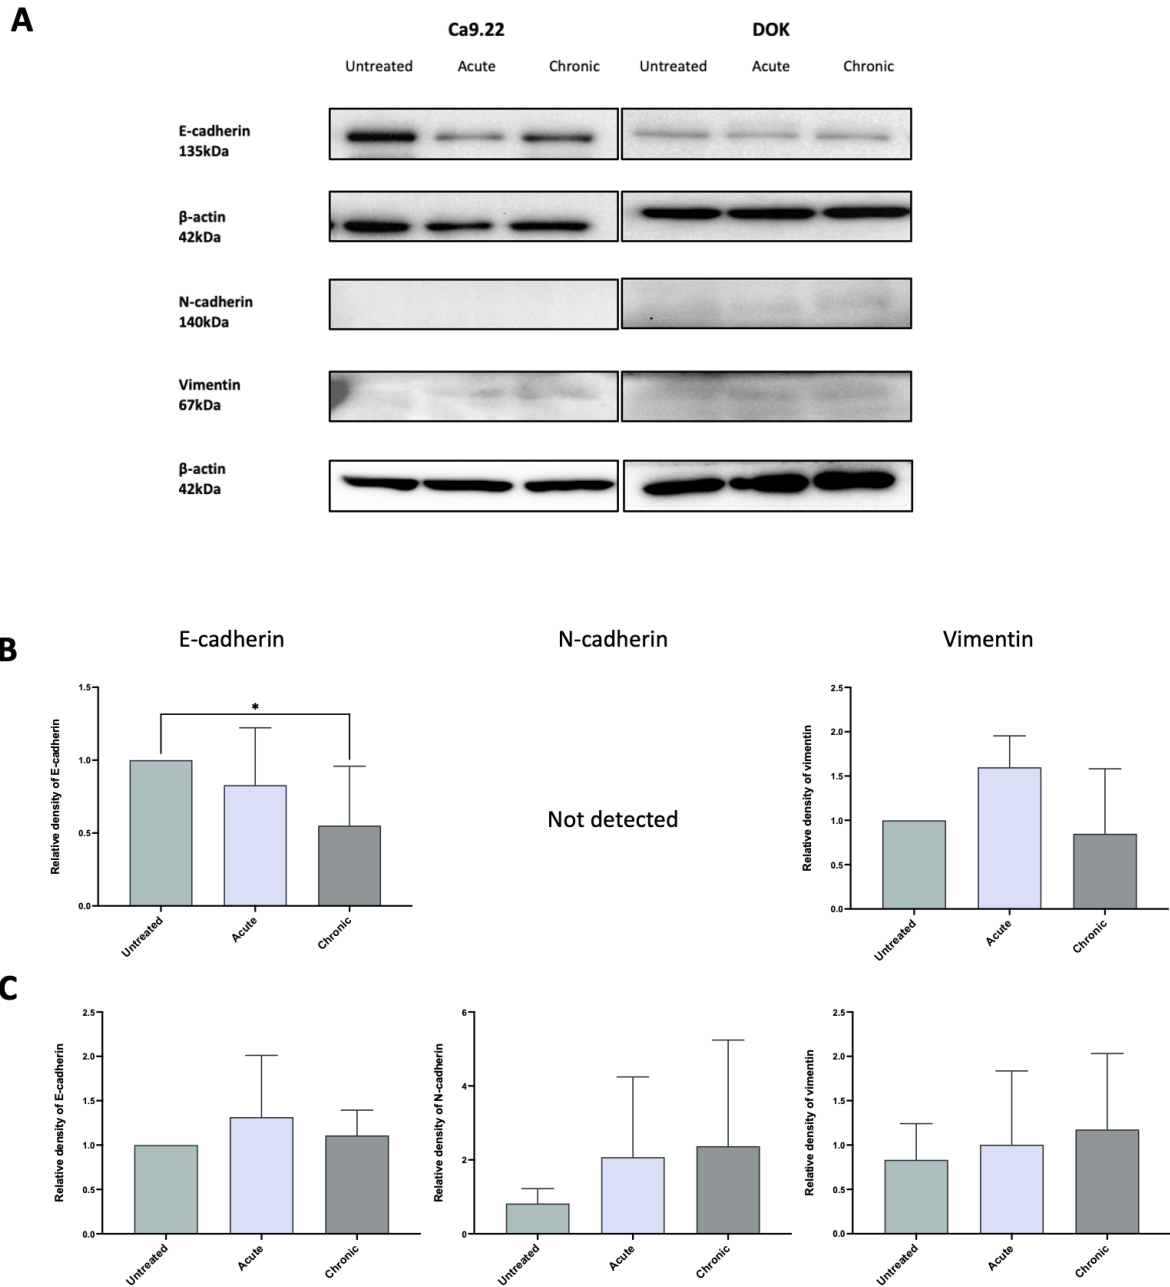 A
Ca9.22 DOK
Untreated Acute Chronic Untreated Acute Chronic
E-cadherin
135kDa
β-actin
42kDa
N-cadherin
140kDa
Vimentin
67kDa
β-actin
42kDa
B
E-cadherin N-cadherin Vimentin
Relative density of E-cadherin
1.5
1.0
0.5
0.0
*
Untreated Acute Chronic
Not detected
Relative density of vimentin
2.5
2.0
1.5
1.0
0.5
0.0
Untreated Acute Chronic
C
Relative density of E-cadherin
2.5
2.0
1.5
1.0
0.5
0.0
Untreated Acute Chronic
Relative density of N-cadherin
6
4
2
0
Untreated Acute Chronic
Relative density of vimentin
2.5
2.0
1.5
1.0
0.5
0.0
Untreated Acute Chronic